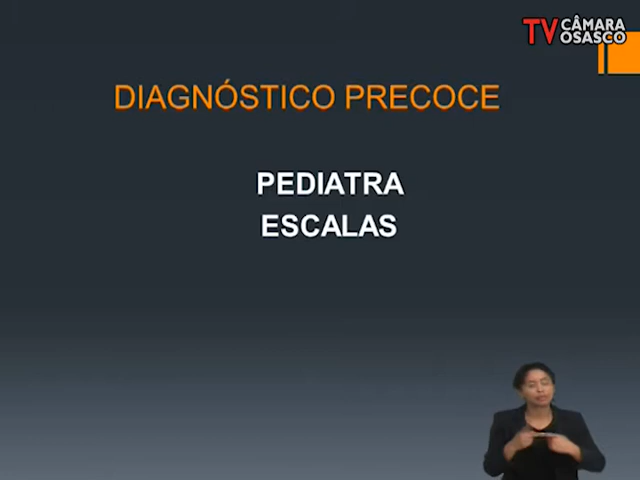 TV CÂMARA
OSASCO
DIAGNÓSTICO PRECOCE
PEDIATRA
ESCALAS